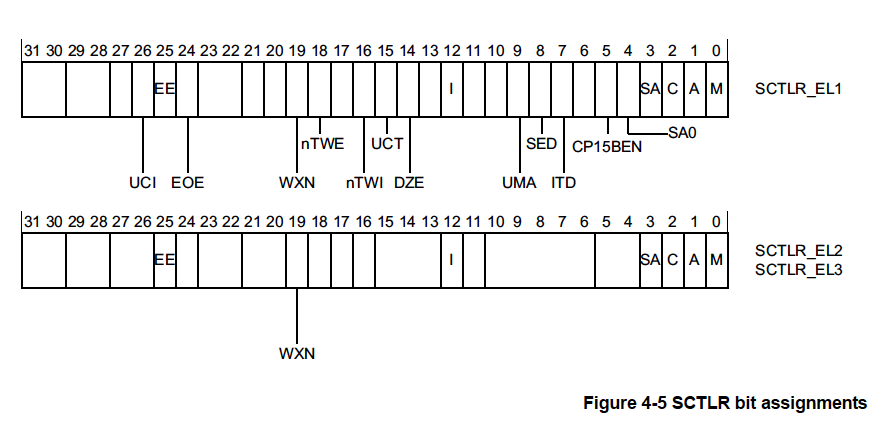 31 30 29 28 27 26 25 24 23 22 21 20 19 18 17 16 15 14 13 12 11 10 9 8 7 6 5 4 3 2 1 0
EE I SA C A M SCTLR_EL1
nTWE UCT SED CP15BEN SA0
UCI EOE WXN nTWI DZE UMA ITD
31 30 29 28 27 26 25 24 23 22 21 20 19 18 17 16 15 14 13 12 11 10 9 8 7 6 5 4 3 2 1 0
EE I SA C A M
SCTLR_EL2
SCTLR_EL3
WXN
Figure 4-5 SCTLR bit assignments